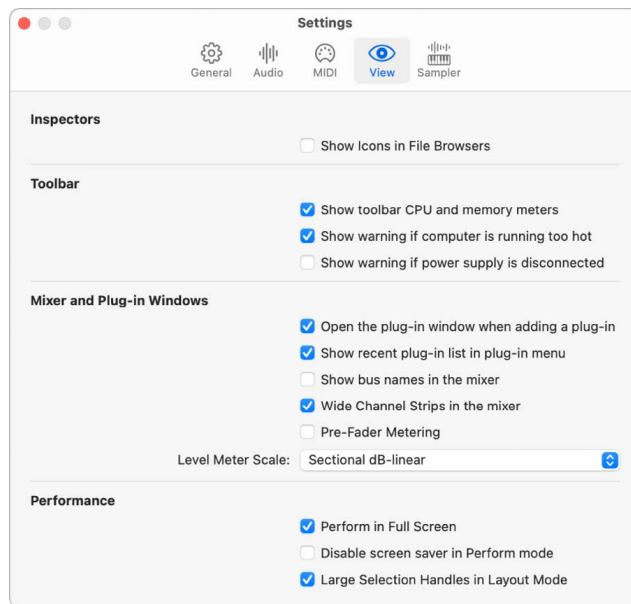 Settings
General Audio MIDI View Sampler
Inspectors
Show Icons in File Browsers
Toolbar
Show toolbar CPU and memory meters
Show warning if computer is running too hot
Show warning if power supply is disconnected
Mixer and Plug-in Windows
Open the plug-in window when adding a plug-in
Show recent plug-in list in plug-in menu
Show bus names in the mixer
Wide Channel Strips in the mixer
Pre-Fader Metering
Level Meter Scale: Sectional dB-linear
Performance
Perform in Full Screen
Disable screen saver in Perform mode
Large Selection Handles in Layout Mode